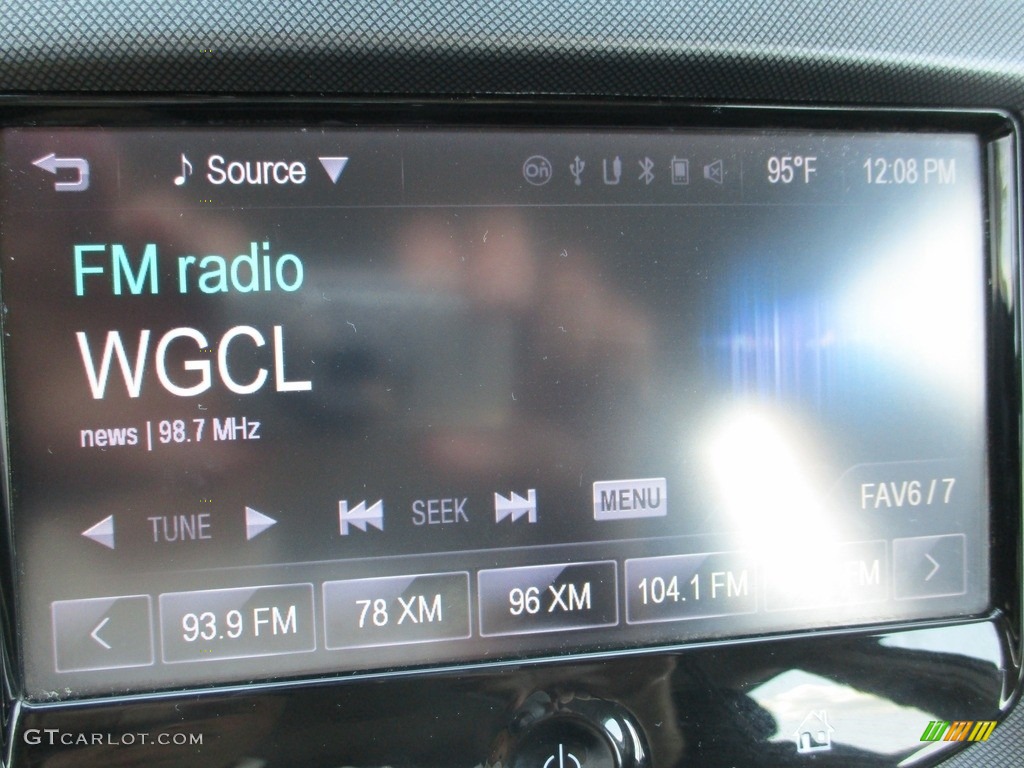 Source
95°F
12:08 PM
FM radio
WGCL
news | 98.7 MHz
TUNE
SEEK
MENU
FAV6 / 7
93.9 FM
78 XM
96 XM
104.1 FM
FM
GTCARLOT.COM